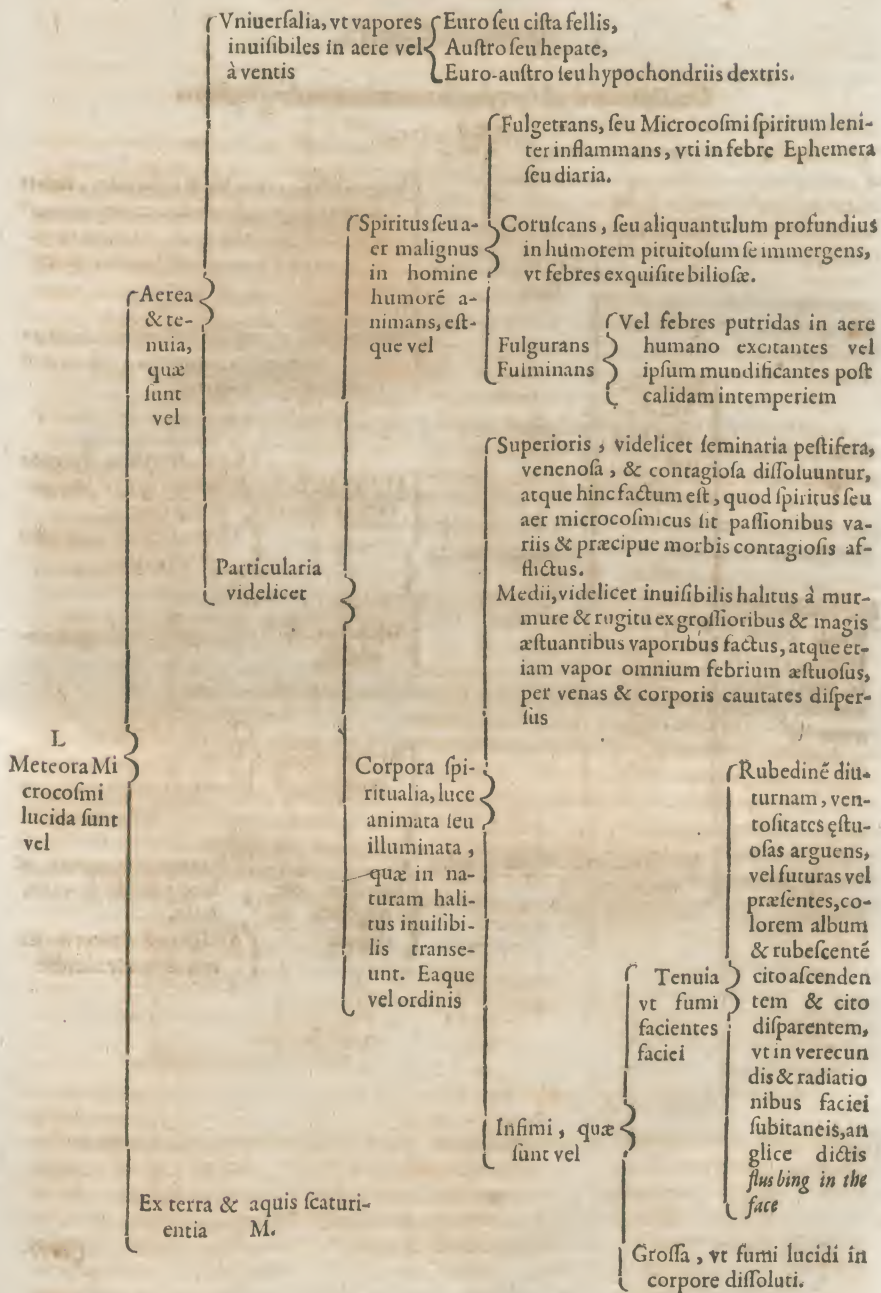 Vniuerſalia, vt vapores
inuiſibiles in aere vel
à ventis
Euro ſeu ciſta fellis,
Auſtro ſeu hepate,
Euro-auſtro ſeu hypochondriis dextris.
Fulgetrans, ſeu Microcoſmi ſpiritum leni-
ter inflammans, vti in febre Ephemera
ſeu diaria.
Spiritus ſeu a-
er malignus
in homine
humorẽ a-
nimans, eſt-
que vel
Coruſcans, ſeu aliquantulum profundius
in humorem pituitoſum ſe immergens,
vt febres exquiſite bilioſæ.
Aerea
& te-
nuia,
quæ
ſunt
vel
Fulgurans
Fulminans
Vel febres putridas in aere
humano excitantes vel
ipſum mundificantes poſt
calidam intemperiem
Superioris, videlicet ſeminaria peſtifera,
venenoſa, & contagioſa diſſoluuntur,
atque hinc factum eſt, quod ſpiritus ſeu
aer microcoſmicus ſit paſſionibus va-
riis & præcipue morbis contagioſis af-
flictus.
Particularia
videlicet
Medii, videlicet inuiſibilis halitus à mur-
mure & rugitu ex groſſioribus & magis
æſtuantibus vaporibus factus, atque et-
iam vapor omnium febrium æſtuoſus,
per venas & corporis cauitates diſper-
ſus
L
Meteora Mi
crocoſmi
lucida ſunt
vel
Corpora ſpi-
ritualia, luce
animata ſeu
illuminata,
quæ in na-
turam hali-
tus inuiſibi-
lis transe-
unt. Eaque
vel ordinis
Rubedinẽ diu-
turnam, ven-
toſitates ęſtu-
oſas arguens,
vel futuras vel
præſentes, co-
lorem album
& rubeſcentẽ
cito aſcenden
tem & cito
diſparentem,
vt in verecun
dis & radiatio
nibus faciei
ſubitaneis, an
glice dictis
flusbing in the
face
Tenuia
vt fumi
facientes
faciei
Infimi, quæ
ſunt vel
Ex terra & aquis ſcaturi-
entia M.
Groſſa, vt fumi lucidi in
corpore diſſoluti.